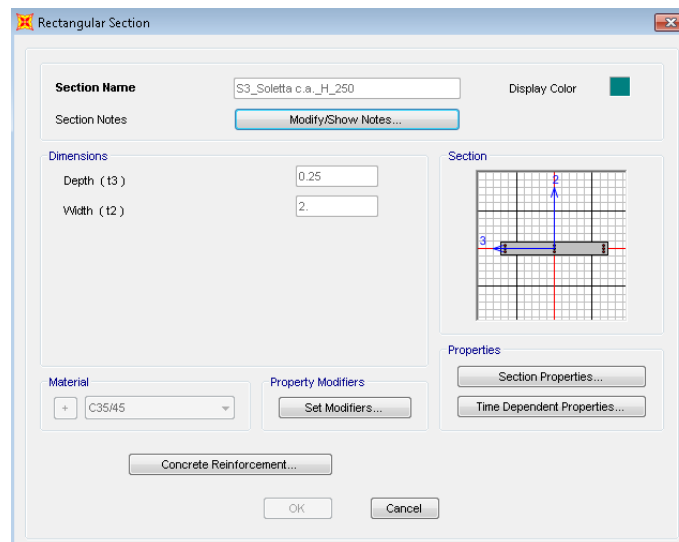 Rectangular Section
Section Name
S3_Soletta c.a._H_250
Display Color
Section Notes
Modify/Show Notes...
Dimensions
Depth ( t3 )
0.25
Width ( t2 )
2.
Section
2
3
Properties
Section Properties...
Time Dependent Properties...
Material
+
C35/45
Property Modifiers
Set Modifiers...
Concrete Reinforcement...
OK
Cancel